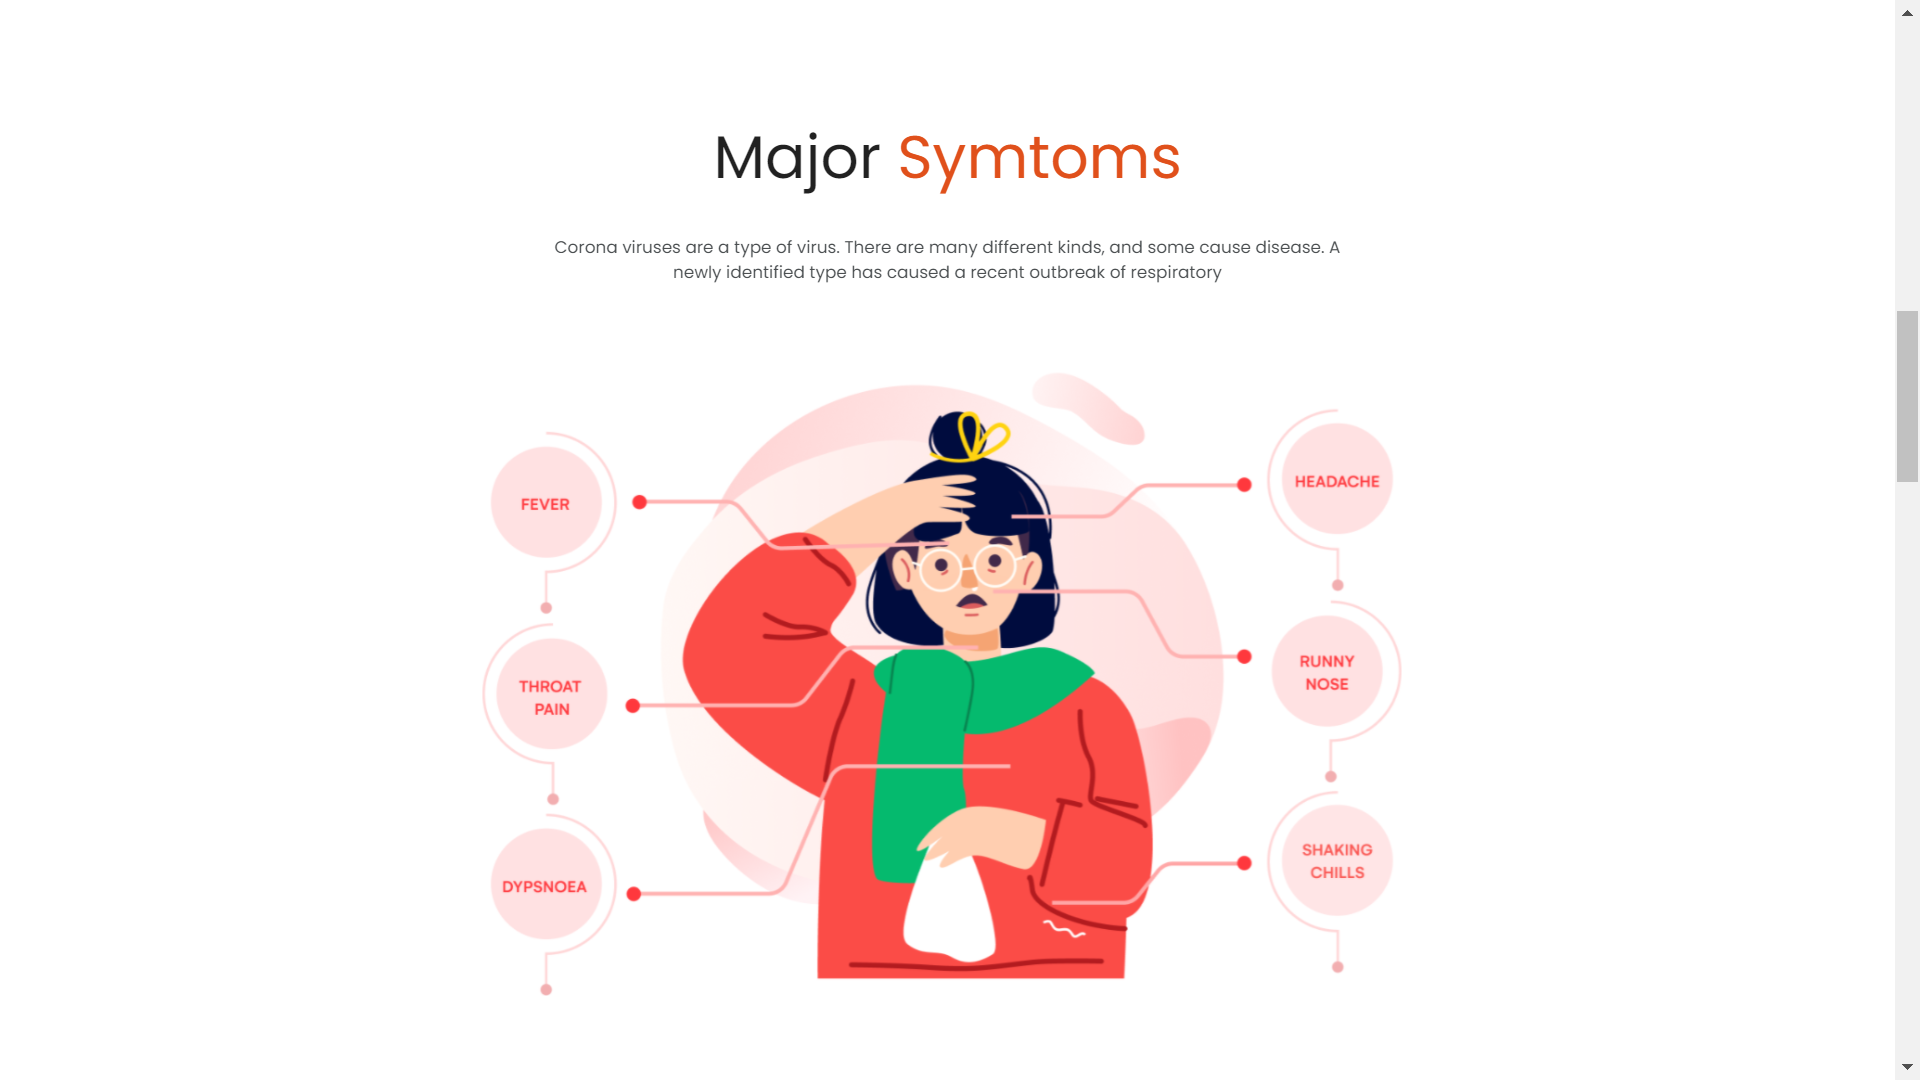 Major Symtoms
Corona viruses are a type of virus. There are many different kinds, and some cause disease. A
newly identified type has caused a recent outbreak of respiratory
FEVER
THROAT
PAIN
DYPSNOEA
HEADACHE
RUNNY
NOSE
SHAKING
CHILLS